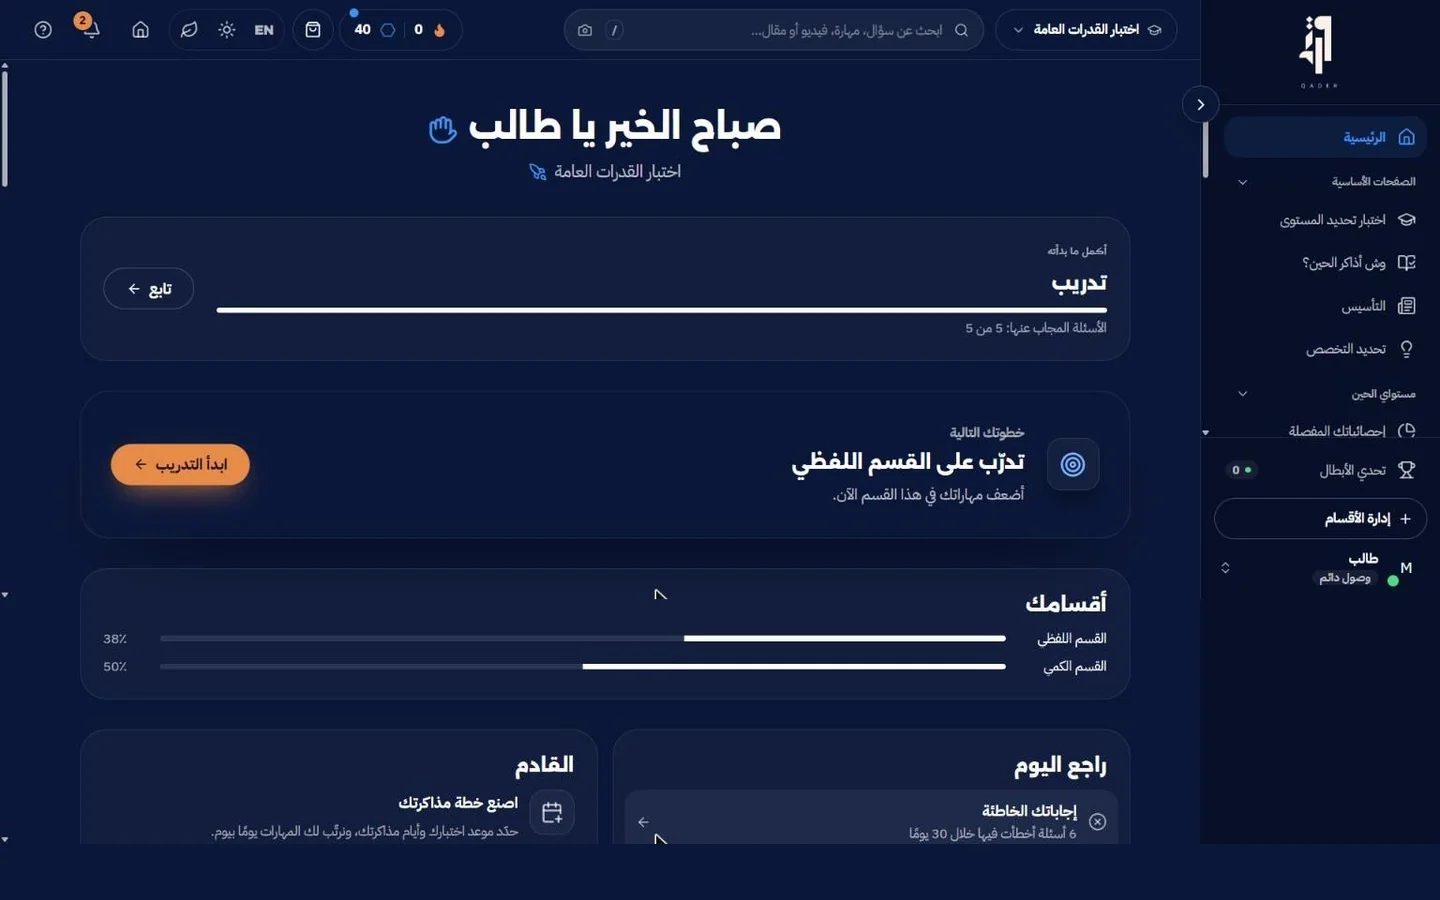 قادر
QADER
الرئيسية
الصفحات الأساسية
اختبار تحديد المستوى
وش أذاكر الحين؟
التأسيس
تحديد التخصص
مستواي الحين
إحصائياتك المفصلة
تحدي الأبطال
0
إدارة الأقسام
طالب
M
وصول دائم
اختبار القدرات العامة
ابحث عن سؤال، مهارة، فيديو أو مقال...
/
0
40
EN
2
صباح الخير يا طالب
اختبار القدرات العامة
أكمل ما بدأته
تدريب
تابع
الأسئلة المجاب عنها: 5 من 5
خطوتك التالية
تدرّب على القسم اللفظي
أضعف مهاراتك في هذا القسم الآن.
ابدأ التدريب
أقسامك
القسم اللفظي
38٪
القسم الكمي
50٪
راجع اليوم
إجاباتك الخاطئة
6 أسئلة أخطأت فيها خلال 30 يومًا
القادم
اصنع خطة مذاكرتك
حدّد موعد اختبارك وأيام مذاكرتك، ونرتّب لك المهارات يومًا بيوم.